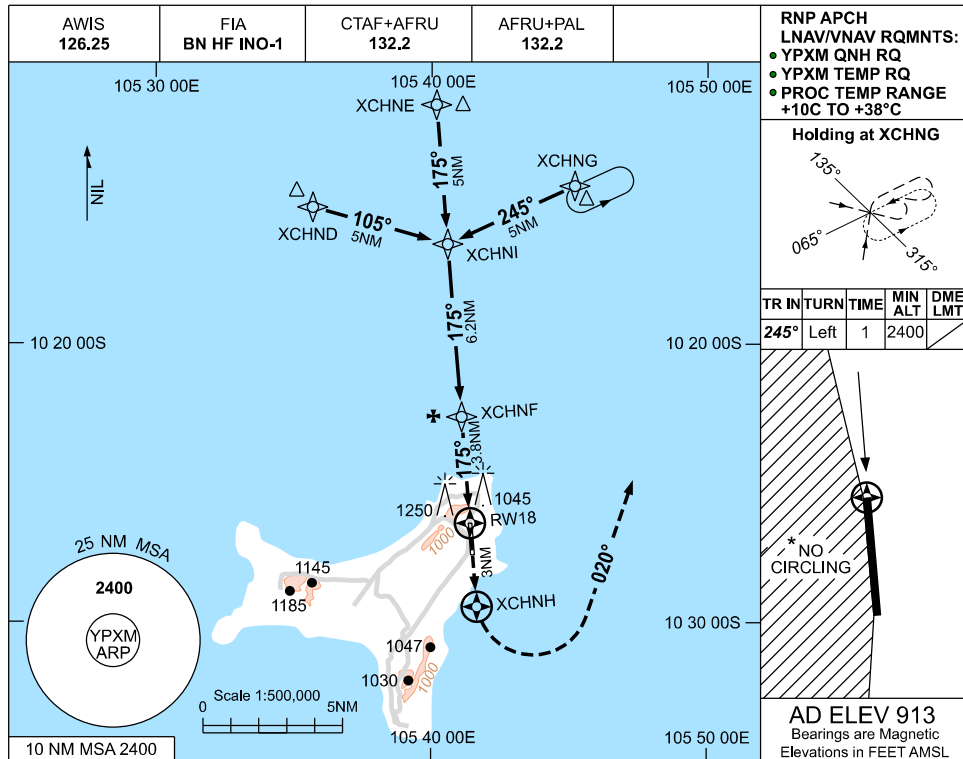 AWIS
126.25
FIA
BN HF INO-1
CTAF+AFRU
132.2
AFRU+PAL
132.2
RNP APCH
LNAV/VNAV RQMNTS:
YPXM QNH RQ
YPXM TEMP RQ
PROC TEMP RANGE
+10C TO +38°C
105 30 00E
105 40 00E
105 50 00E
XCHNE
NIL
175°
5NM
XCHNG
XCHND
105°
5NM
245°
5NM
XCHNI
Holding at XCHNG
135°
065°
315°
TR IN
TURN
TIME
MIN ALT
DME LMT
245°
Left
1
2400
175°
6.2NM
10 20 00S
10 20 00S
XCHNF
175°
3.8NM
1250
1045
RW18
1000
3NM
020°
XCHNH
1145
1185
1047
1030
1000
10 30 00S
25 NM MSA
2400
YPXM
ARP
Scale 1:500,000
0
5NM
10 NM MSA 2400
105 40 00E
105 50 00E
*NO
CIRCLING
AD ELEV 913
Bearings are Magnetic
Elevations in FEET AMSL